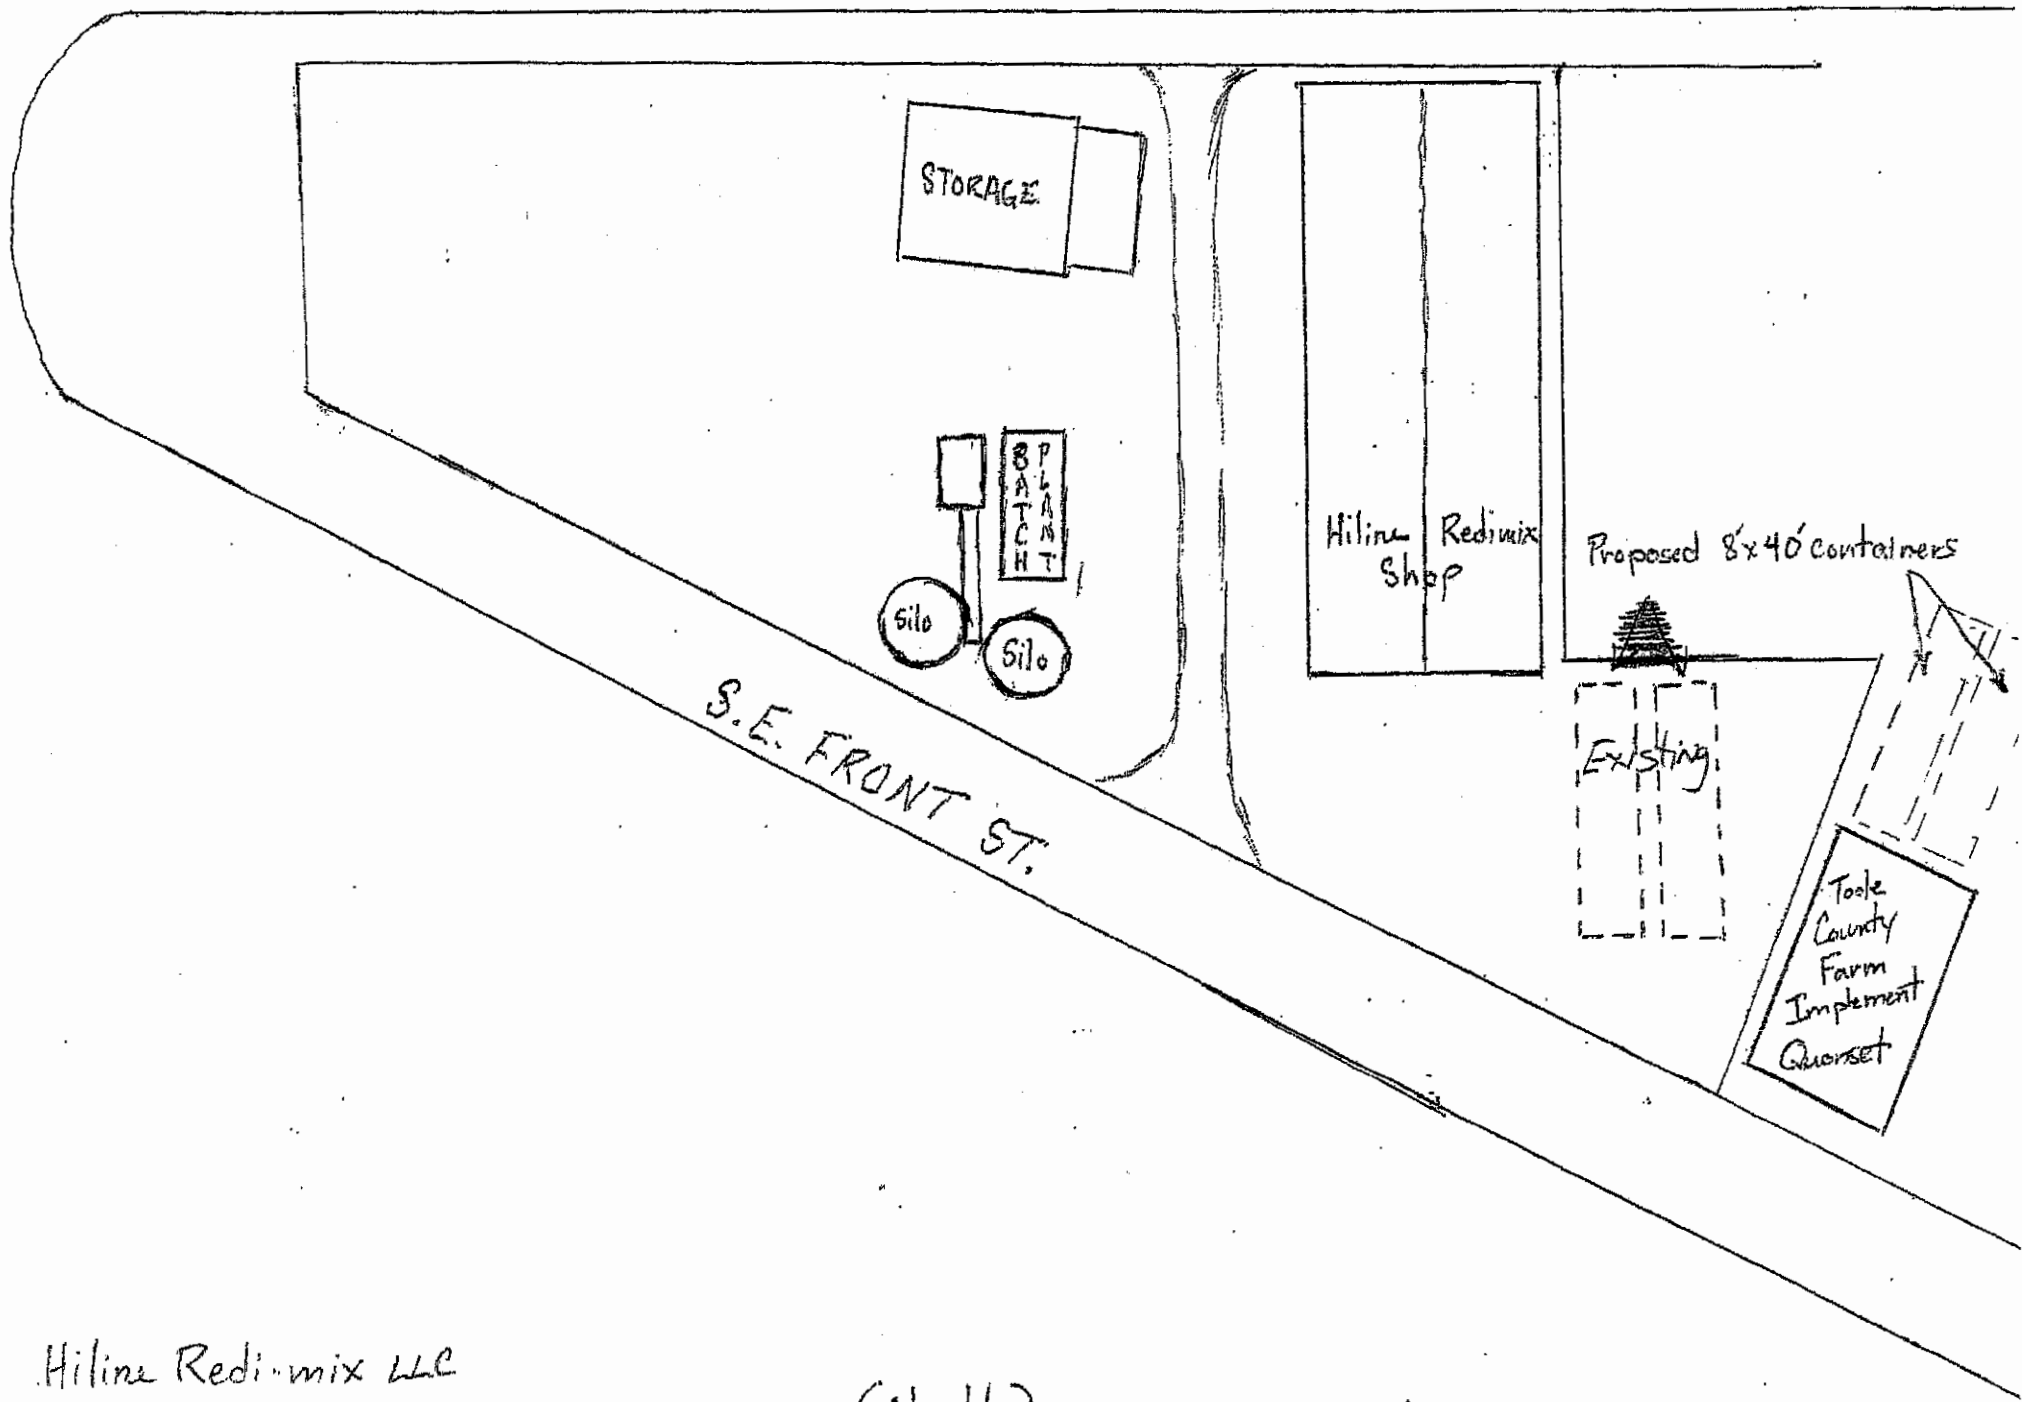 STORAGE
BATCH
PLANT
Silo
Silo
Hiline Redimix
Shop
Proposed 8'x40' containers
Existing
S.E. FRONT ST.
Toole
County
Farm
Implement
Quonset
Hiline Redi-mix LLC